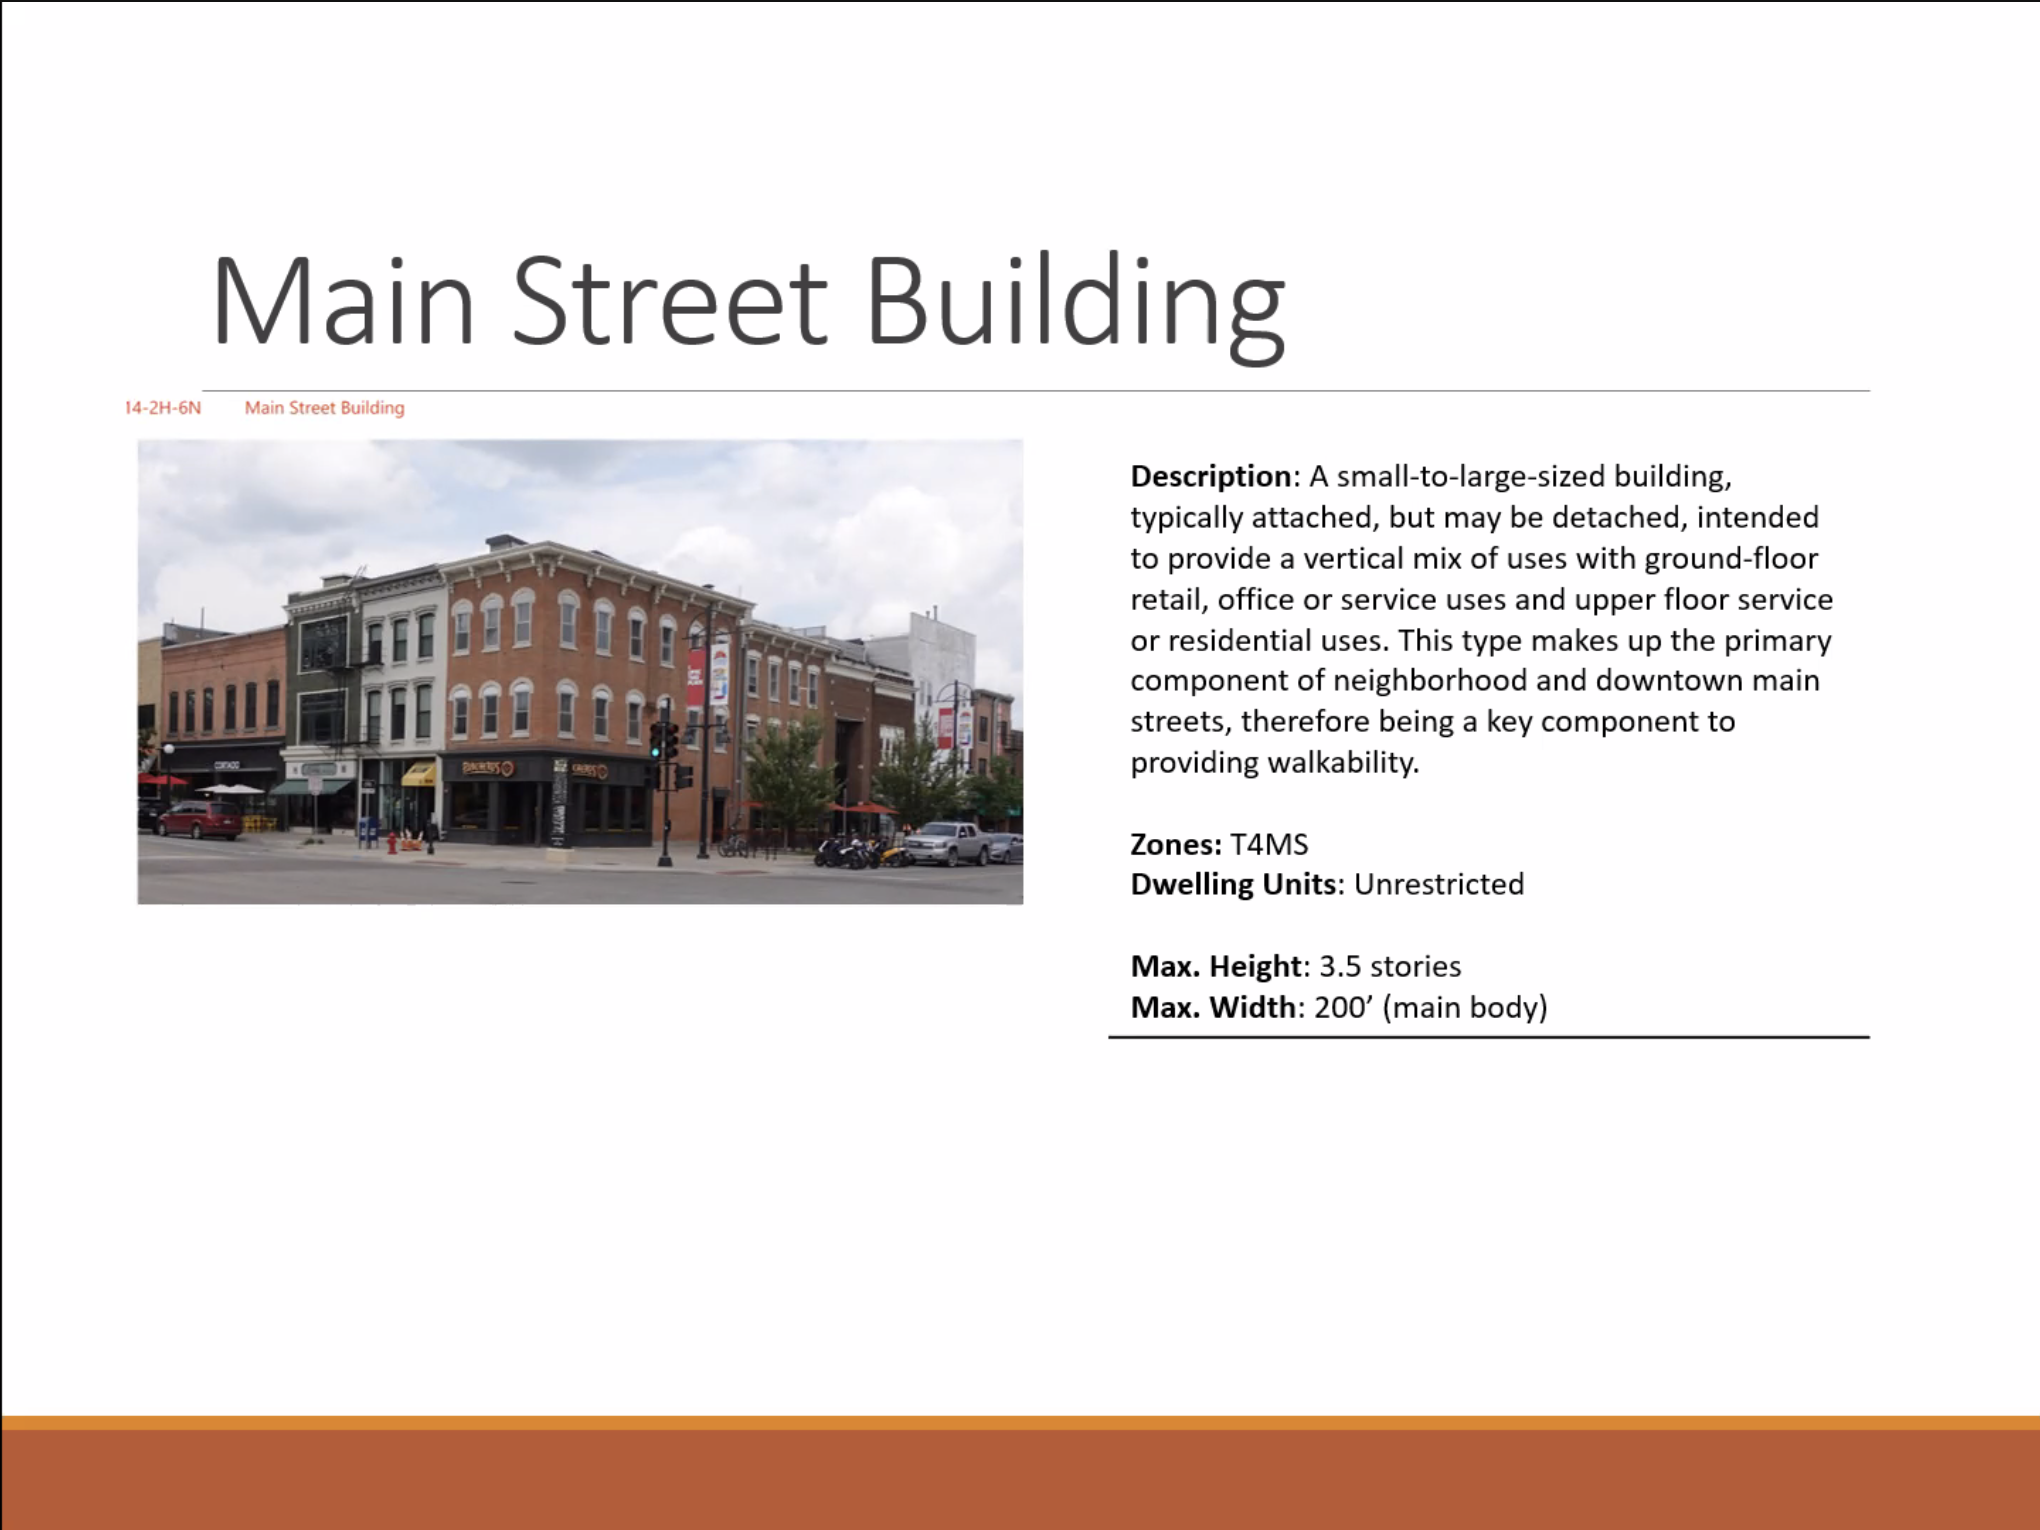 Main Street Building
14-2H-6N Main Street Building
Description: A small-to-large-sized building,
typically attached, but may be detached, intended
to provide a vertical mix of uses with ground-floor
retail, office or service uses and upper floor service
or residential uses. This type makes up the primary
component of neighborhood and downtown main
streets, therefore being a key component to
providing walkability.
Zones: T4MS
Dwelling Units: Unrestricted
Max. Height: 3.5 stories
Max. Width: 200’ (main body)
CORTADO